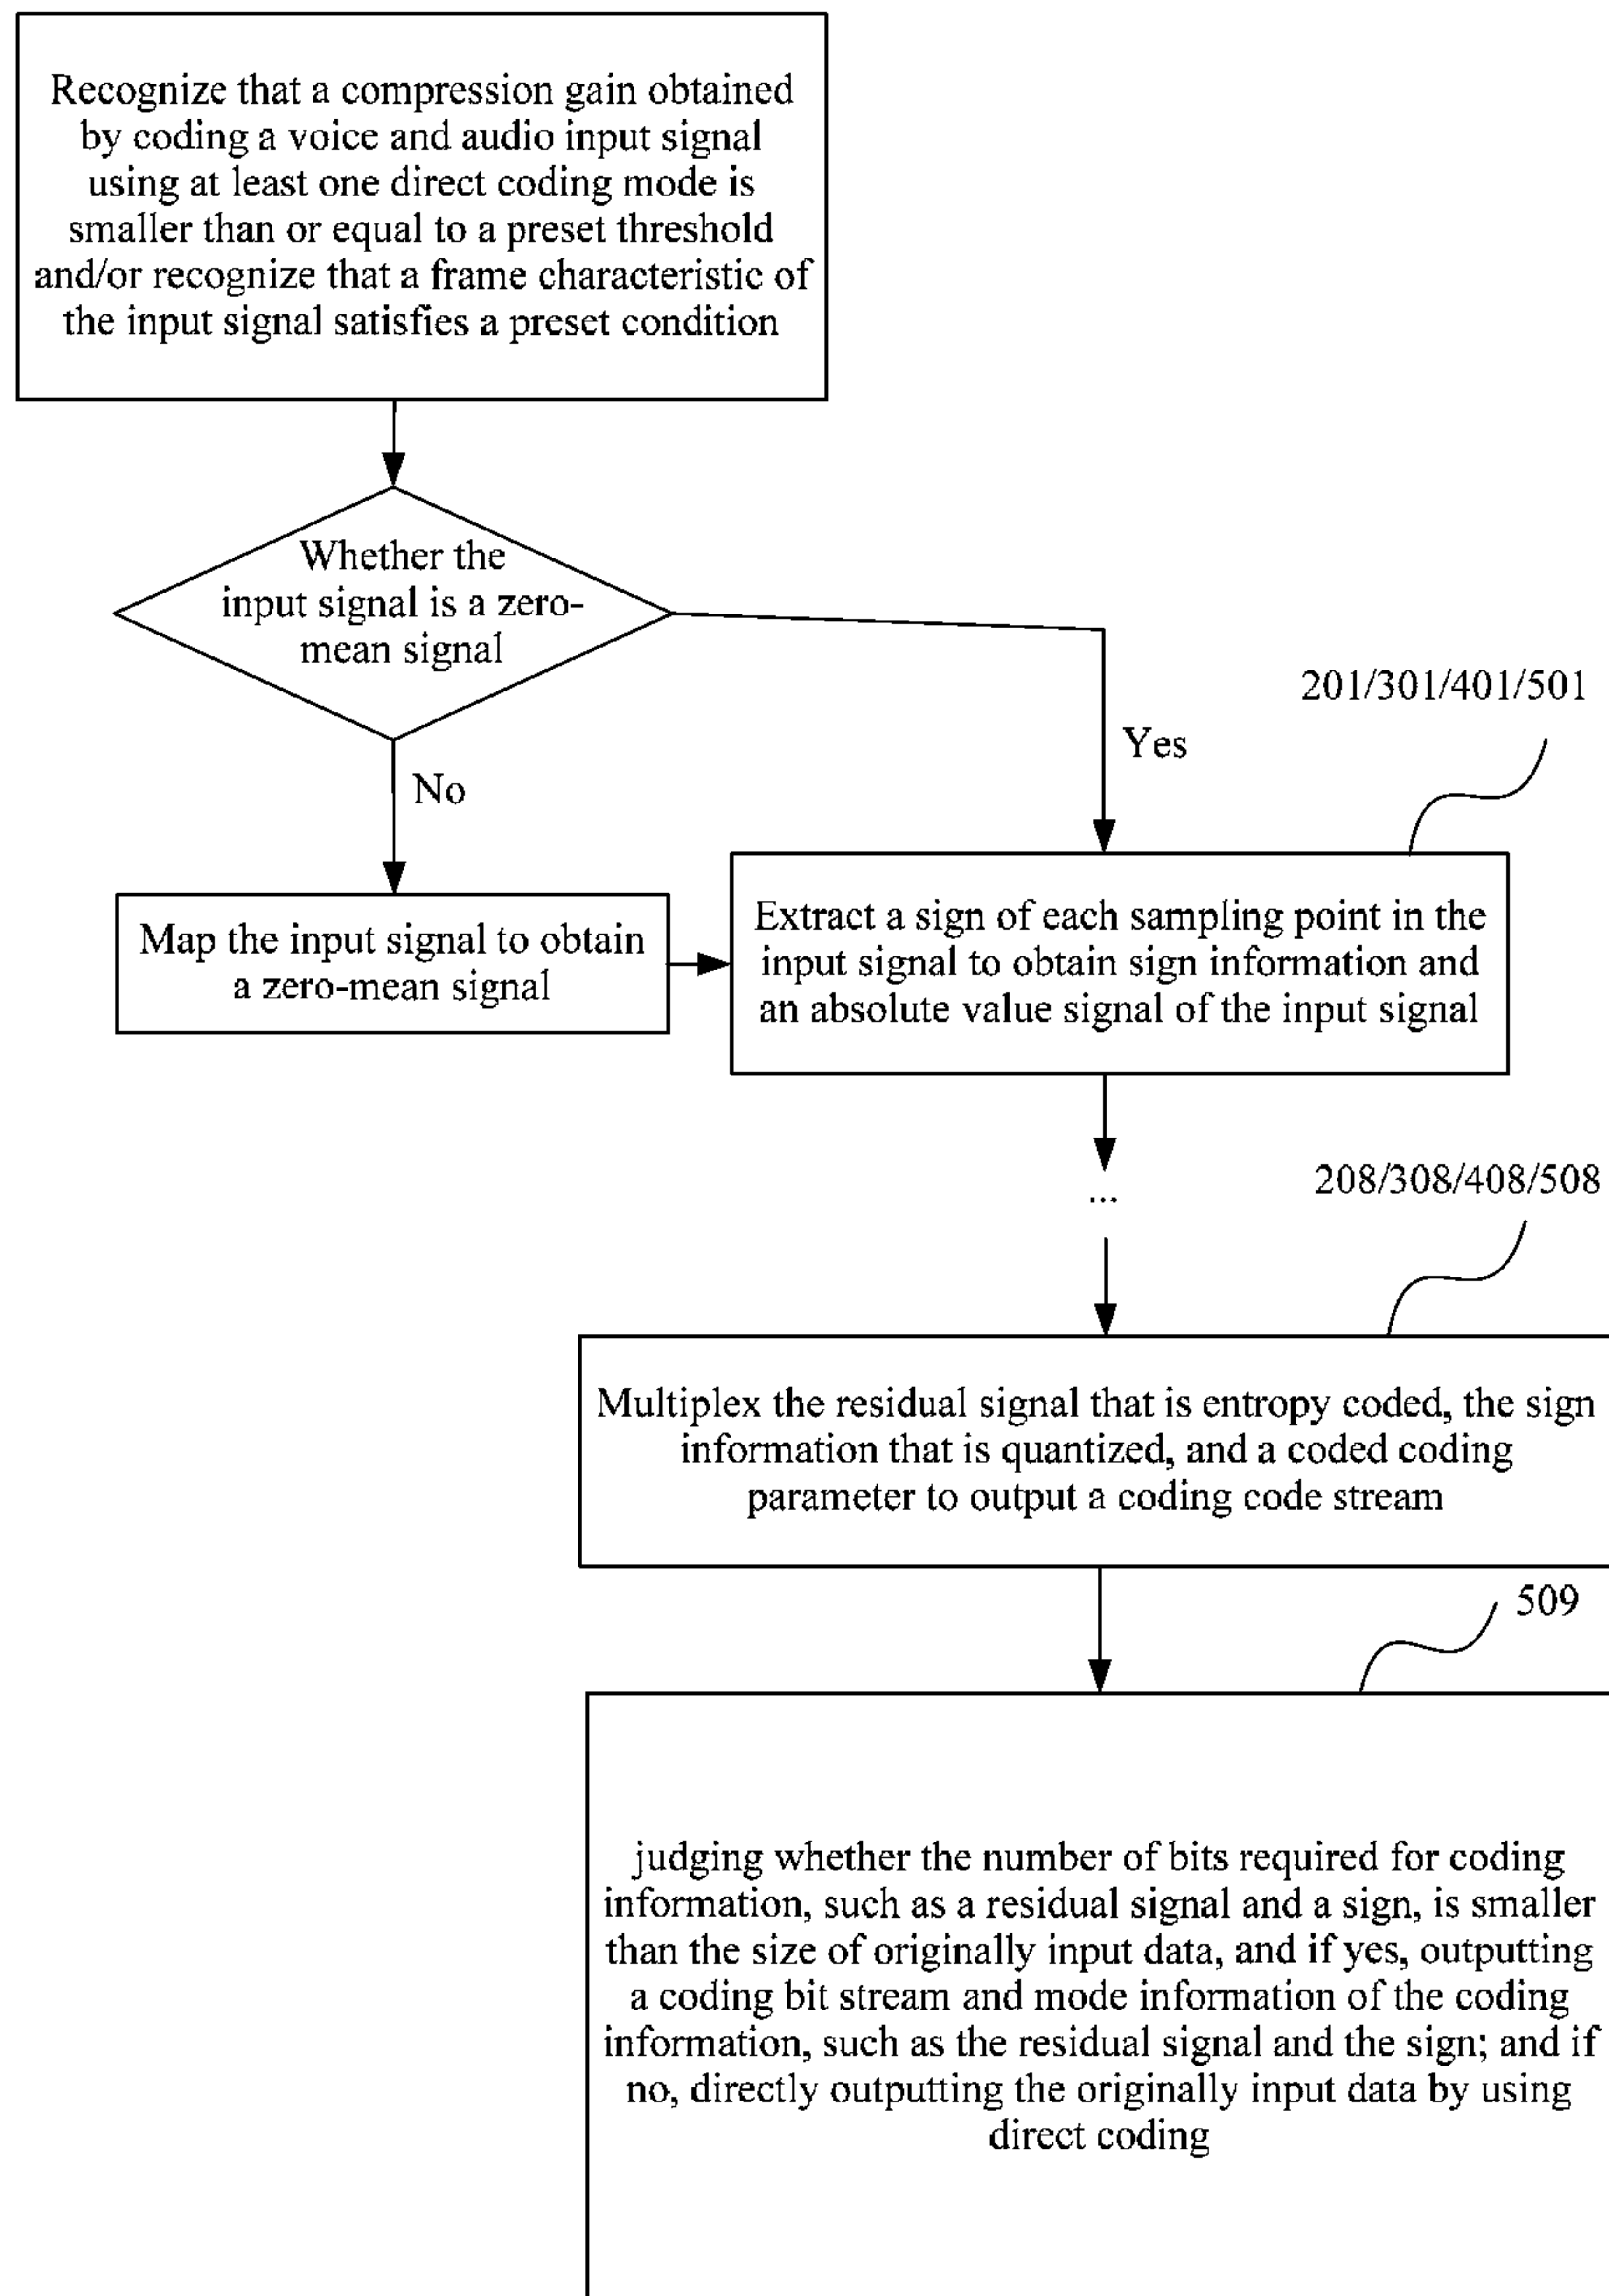 Recognize that a compression gain obtained
by coding a voice and audio input signal
using at least one direct coding mode is
smaller than or equal to a preset threshold
and/or recognize that a frame characteristic of
the input signal satisfies a preset condition
Whether the
input signal is a zero-
mean signal
201/301/401/501
Yes
No
Map the input signal to obtain
a zero-mean signal
Extract a sign of each sampling point in the
input signal to obtain sign information and
an absolute value signal of the input signal
...
208/308/408/508
Multiplex the residual signal that is entropy coded, the sign
information that is quantized, and a coded coding
parameter to output a coding code stream
509
judging whether the number of bits required for coding
information, such as a residual signal and a sign, is smaller
than the size of originally input data, and if yes, outputting
a coding bit stream and mode information of the coding
information, such as the residual signal and the sign; and if
no, directly outputting the originally input data by using
direct coding